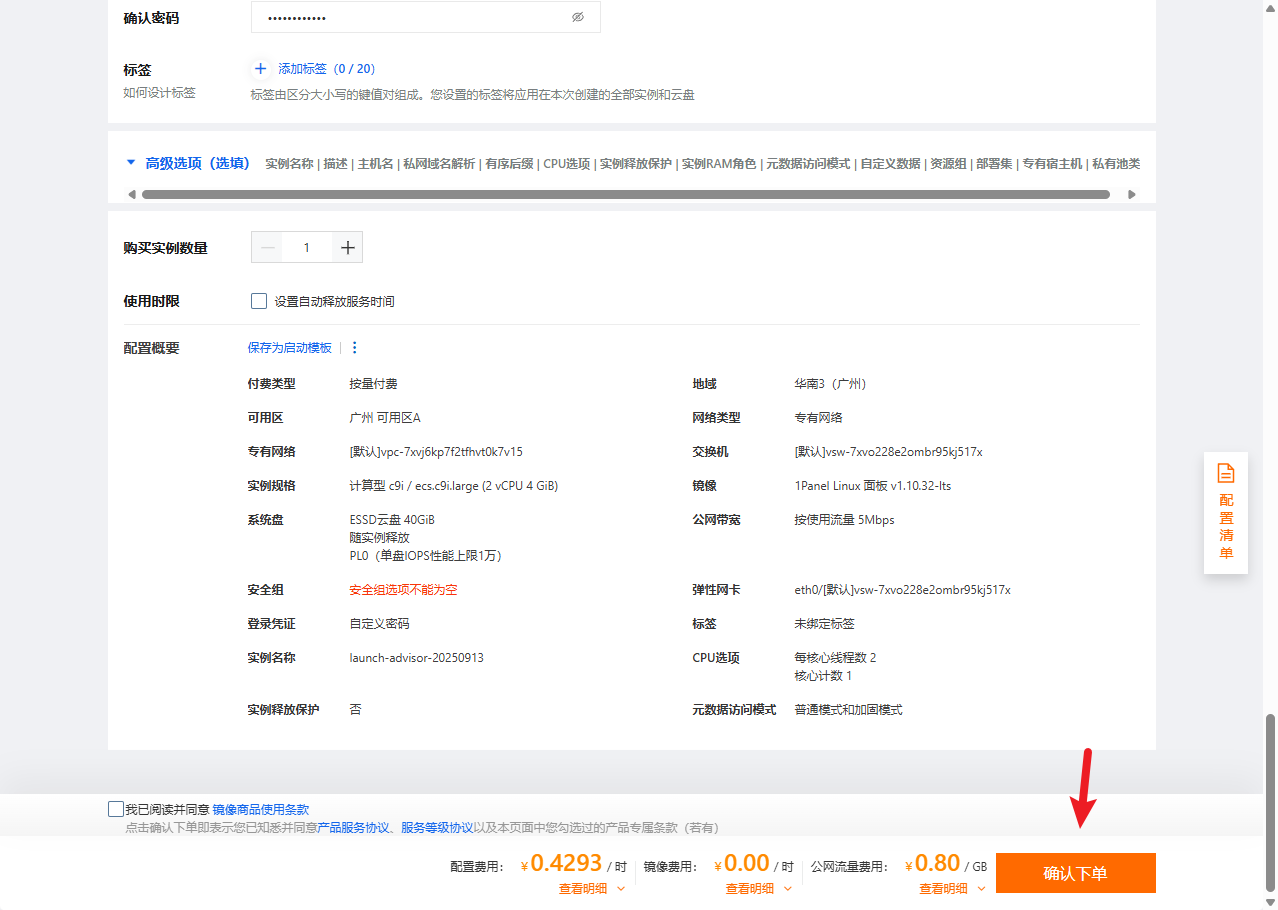 确认密码 ············
标签 添加标签（0 / 20）
如何设计标签 标签由区分大小写的键值对组成。您设置的标签将应用在本次创建的全部实例和云盘
高级选项（选填） 实例名称 | 描述 | 主机名 | 私网域名解析 | 有序后缀 | CPU选项 | 实例释放保护 | 实例RAM角色 | 元数据访问模式 | 自定义数据 | 资源组 | 部署集 | 专有宿主机 | 私有池类
购买实例数量 1
使用时限 设置自动释放服务时间
配置概要 保存为启动模板
付费类型 按量付费 地域 华南3（广州）
可用区 广州 可用区A 网络类型 专有网络
专有网络 [默认]vpc-7xvj6kp7f2tfhvt0k7v15 交换机 [默认]vsw-7xvo228e2ombr95kj517x
实例规格 计算型 c9i / ecs.c9i.large (2 vCPU 4 GiB) 镜像 1Panel Linux 面板 v1.10.32-lts
系统盘 ESSD云盘 40GiB 公网带宽 按使用流量 5Mbps
随实例释放
PL0（单盘IOPS性能上限1万）
安全组 安全组选项不能为空 弹性网卡 eth0/[默认]vsw-7xvo228e2ombr95kj517x
登录凭证 自定义密码 标签 未绑定标签
实例名称 launch-advisor-20250913 CPU选项 每核心线程数 2
核心计数 1
实例释放保护 否 元数据访问模式 普通模式和加固模式
配
置
清
单
我已阅读并同意 镜像商品使用条款
点击确认下单即表示您已知悉并同意产品服务协议、服务等级协议以及本页面中您勾选过的产品专属条款（若有）
配置费用： ¥0.4293 / 时 镜像费用： ¥0.00 / 时 公网流量费用： ¥0.80 / GB 确认下单
查看明细 查看明细 查看明细